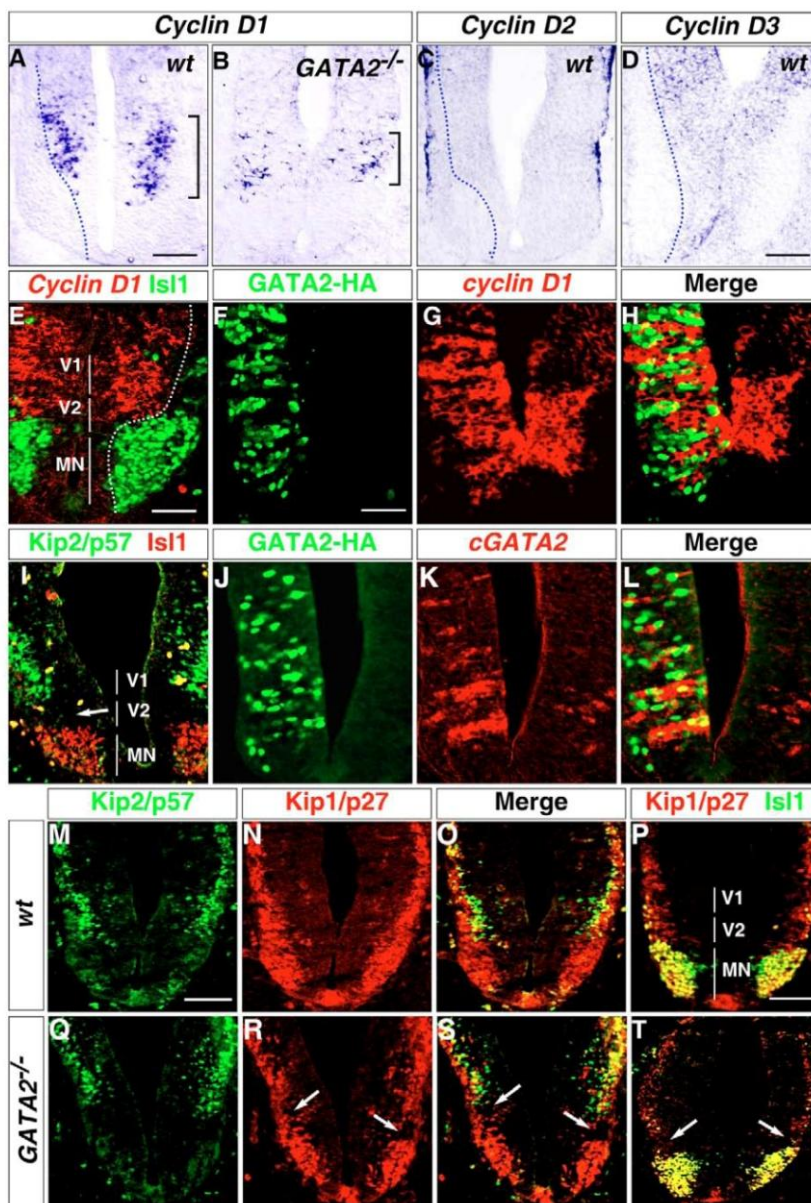 Cyclin D1 Cyclin D2 Cyclin D3
A wt B GATA2-/- C wt D wt
Cyclin D1 Isl1 GATA2-HA cyclin D1 Merge
E F G H
V1
V2
MN
Kip2/p57 Isl1 GATA2-HA cGATA2 Merge
I J K L
V1
V2
MN
Kip2/p57 Kip1/p27 Merge Kip1/p27 Isl1
wt
M N O P
V1
V2
MN
GATA2-/-
Q R S T